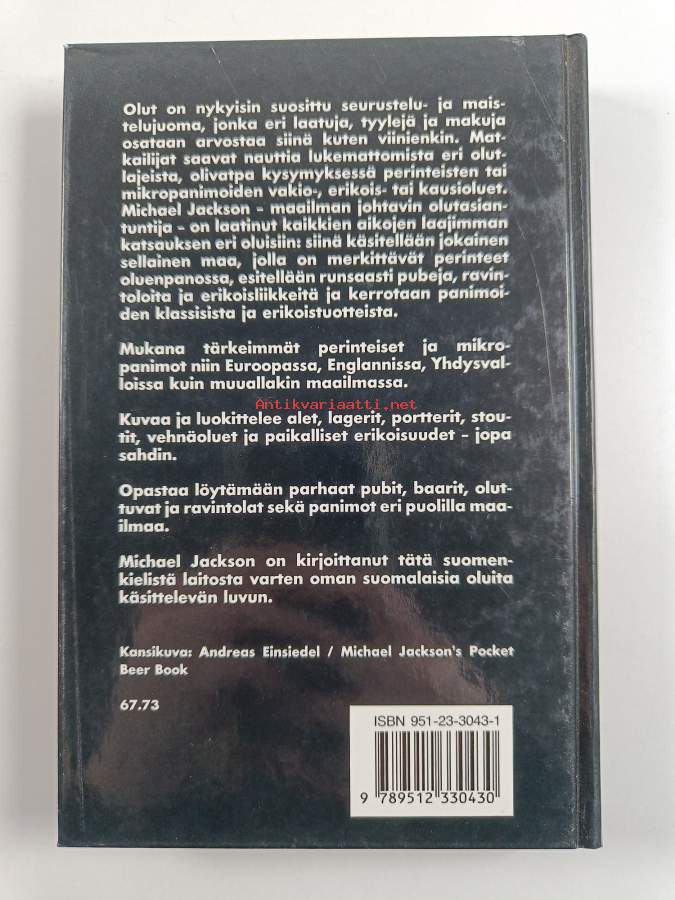 Olut on nykyisin suosittu seurustelu- ja mais-
telujuoma, jonka eri laatuja, tyylejä ja makuja
osataan arvostaa siinä kuten viinienkin. Mat-
kailijat saavat nauttia lukemattomista eri olut-
lajeista, olivatpa kysymyksessä perinteisten tai
mikropanimoiden vakio-, erikois- tai kausioluet.
Michael Jackson - maailman johtavin olutasian-
tuntija - on laatinut kaikkien aikojen laajimman
katsauksen eri oluisiin: siinä käsitellään jokainen
sellainen maa, jolla on merkittävät perinteet
oluenpanossa, esitellään runsaasti pubeja, ravin-
toloita ja erikoisliikkeitä ja kerrotaan panimoi-
den klassisista ja erikoistuotteista.
Mukana tärkeimmät perinteiset ja mikro-
panimot niin Euroopassa, Englannissa, Yhdysval-
loissa kuin muuallakin maailmassa.
Antikvariaatti.net
Kuvaa ja luokittelee alet, lagerit, portterit, stou-
tit, vehnäoluet ja paikalliset erikoisuudet - jopa
sahdin.
Opastaa löytämään parhaat pubit, baarit, olut-
tuvat ja ravintolat sekä panimot eri puolilla maa-
ilmaa.
Michael Jackson on kirjoittanut tätä suomen-
kielistä laitosta varten oman suomalaisia oluita
käsittelevän luvun.
Kansikuva: Andreas Einsiedel / Michael Jackson's Pocket
Beer Book
67.73
ISBN 951-23-3043-1
9 789512 330430